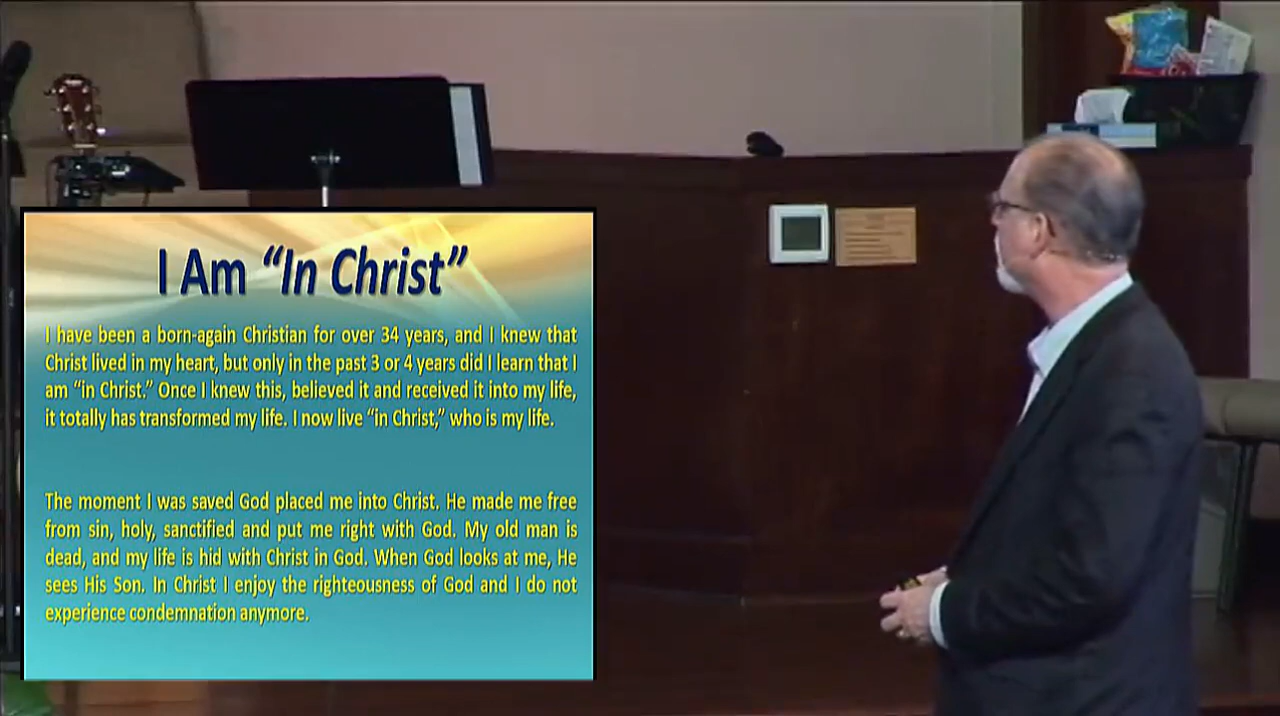 I Am “In Christ”
I have been a born-again Christian for over 34 years, and I knew that
Christ lived in my heart, but only in the past 3 or 4 years did I learn that I
am “in Christ.” Once I knew this, believed it and received it into my life,
it totally has transformed my life. I now live “in Christ,” who is my life.
The moment I was saved God placed me into Christ. He made me free
from sin, holy, sanctified and put me right with God. My old man is
dead, and my life is hid with Christ in God. When God looks at me, He
sees His Son. In Christ I enjoy the righteousness of God and I do not
experience condemnation anymore.